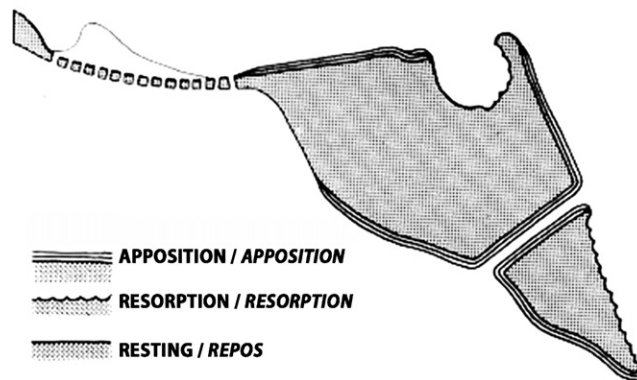 APPOSITION / APPOSITION
RESORPTION / RESORPTION
RESTING / REPOS